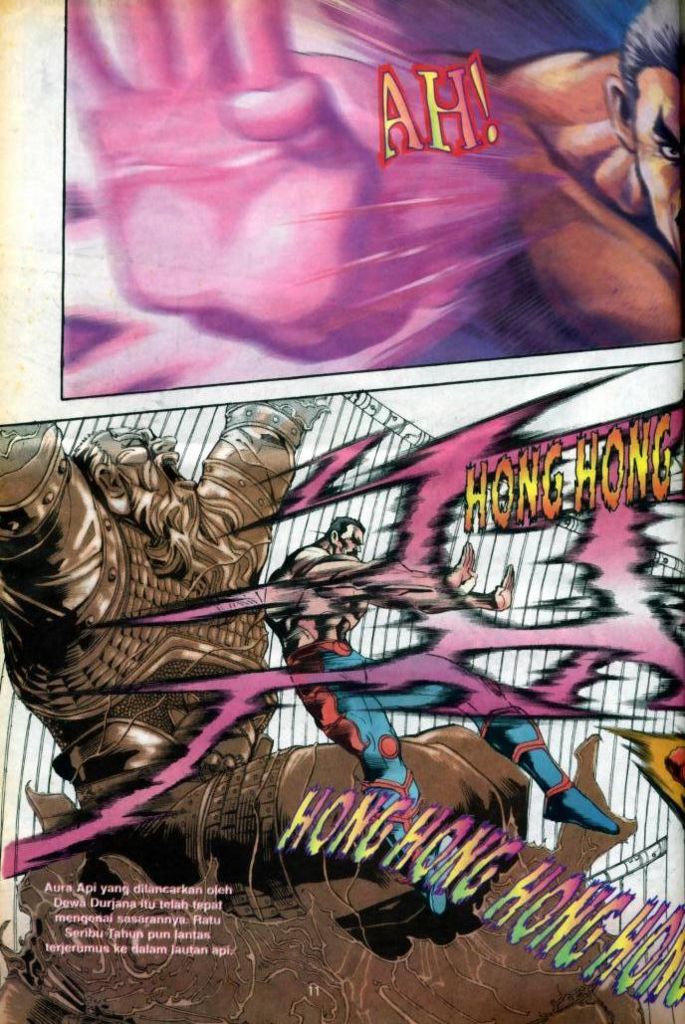 AH!
HONG HONG
HONG HONG HONG HONG
Aura Api yang dilancarkan oleh
Dewa Durjana itu telah tepat
mengenai sasarannya. Ratu
Seribu Tahun pun lantas
terjerumus ke dalam lautan api.
11